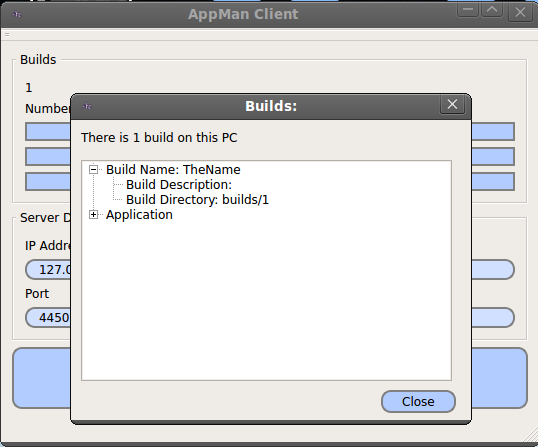 AppMan Client
Builds
1
Builds:
There is 1 build on this PC
Build Name: TheName
Build Description:
Build Directory: builds/1
Application
Server D
IP Addre
127.0
Port
4450
Close